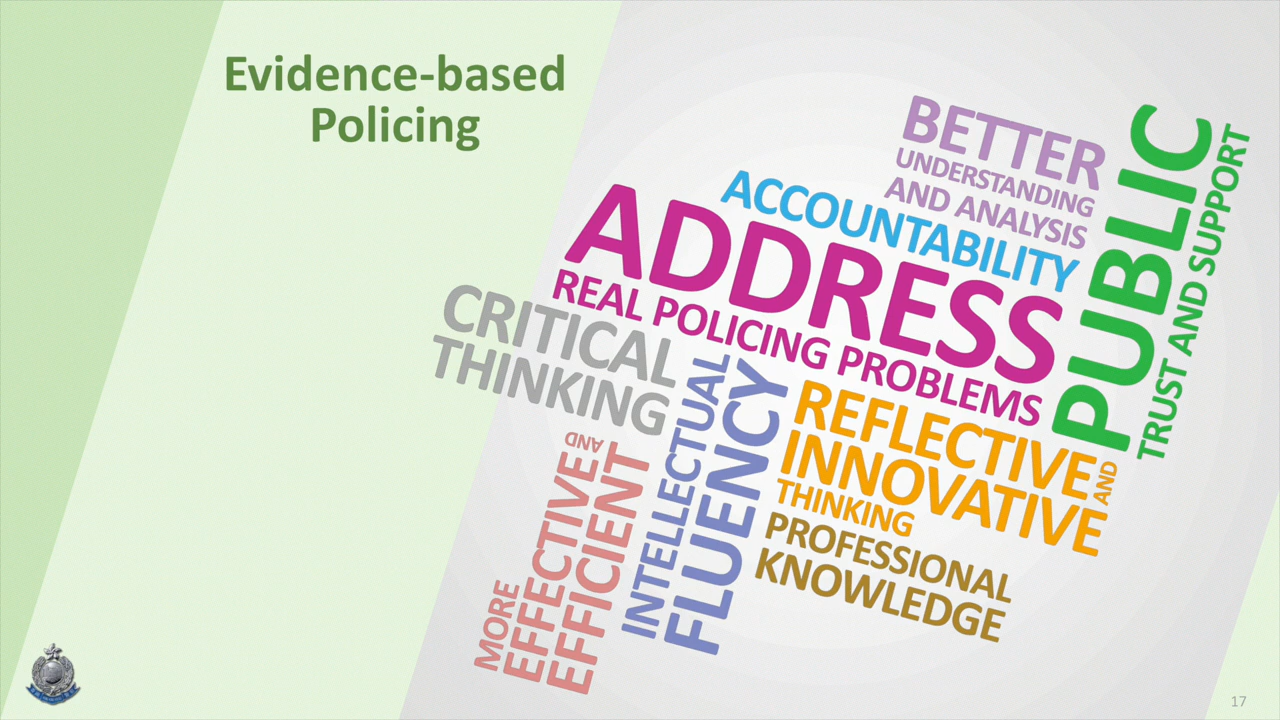 Evidence-based
Policing
BETTER
UNDERSTANDING
AND ANALYSIS
PUBLIC
TRUST AND SUPPORT
ACCOUNTABILITY
ADDRESS
REAL POLICING PROBLEMS
CRITICAL
THINKING
INTELLECTUAL
FLUENCY
REFLECTIVE
AND
INNOVATIVE
THINKING
PROFESSIONAL
KNOWLEDGE
MORE
EFFECTIVE
AND
EFFICIENT
17